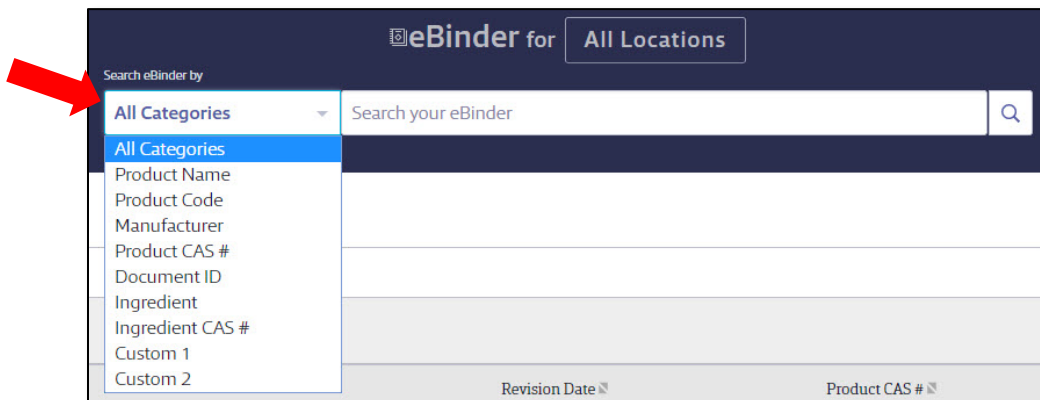 eBinder for All Locations
Search eBinder by
All Categories Search your eBinder
All Categories
Product Name
Product Code
Manufacturer
Product CAS #
Document ID
Ingredient
Ingredient CAS #
Custom 1
Custom 2
Revision Date Product CAS #